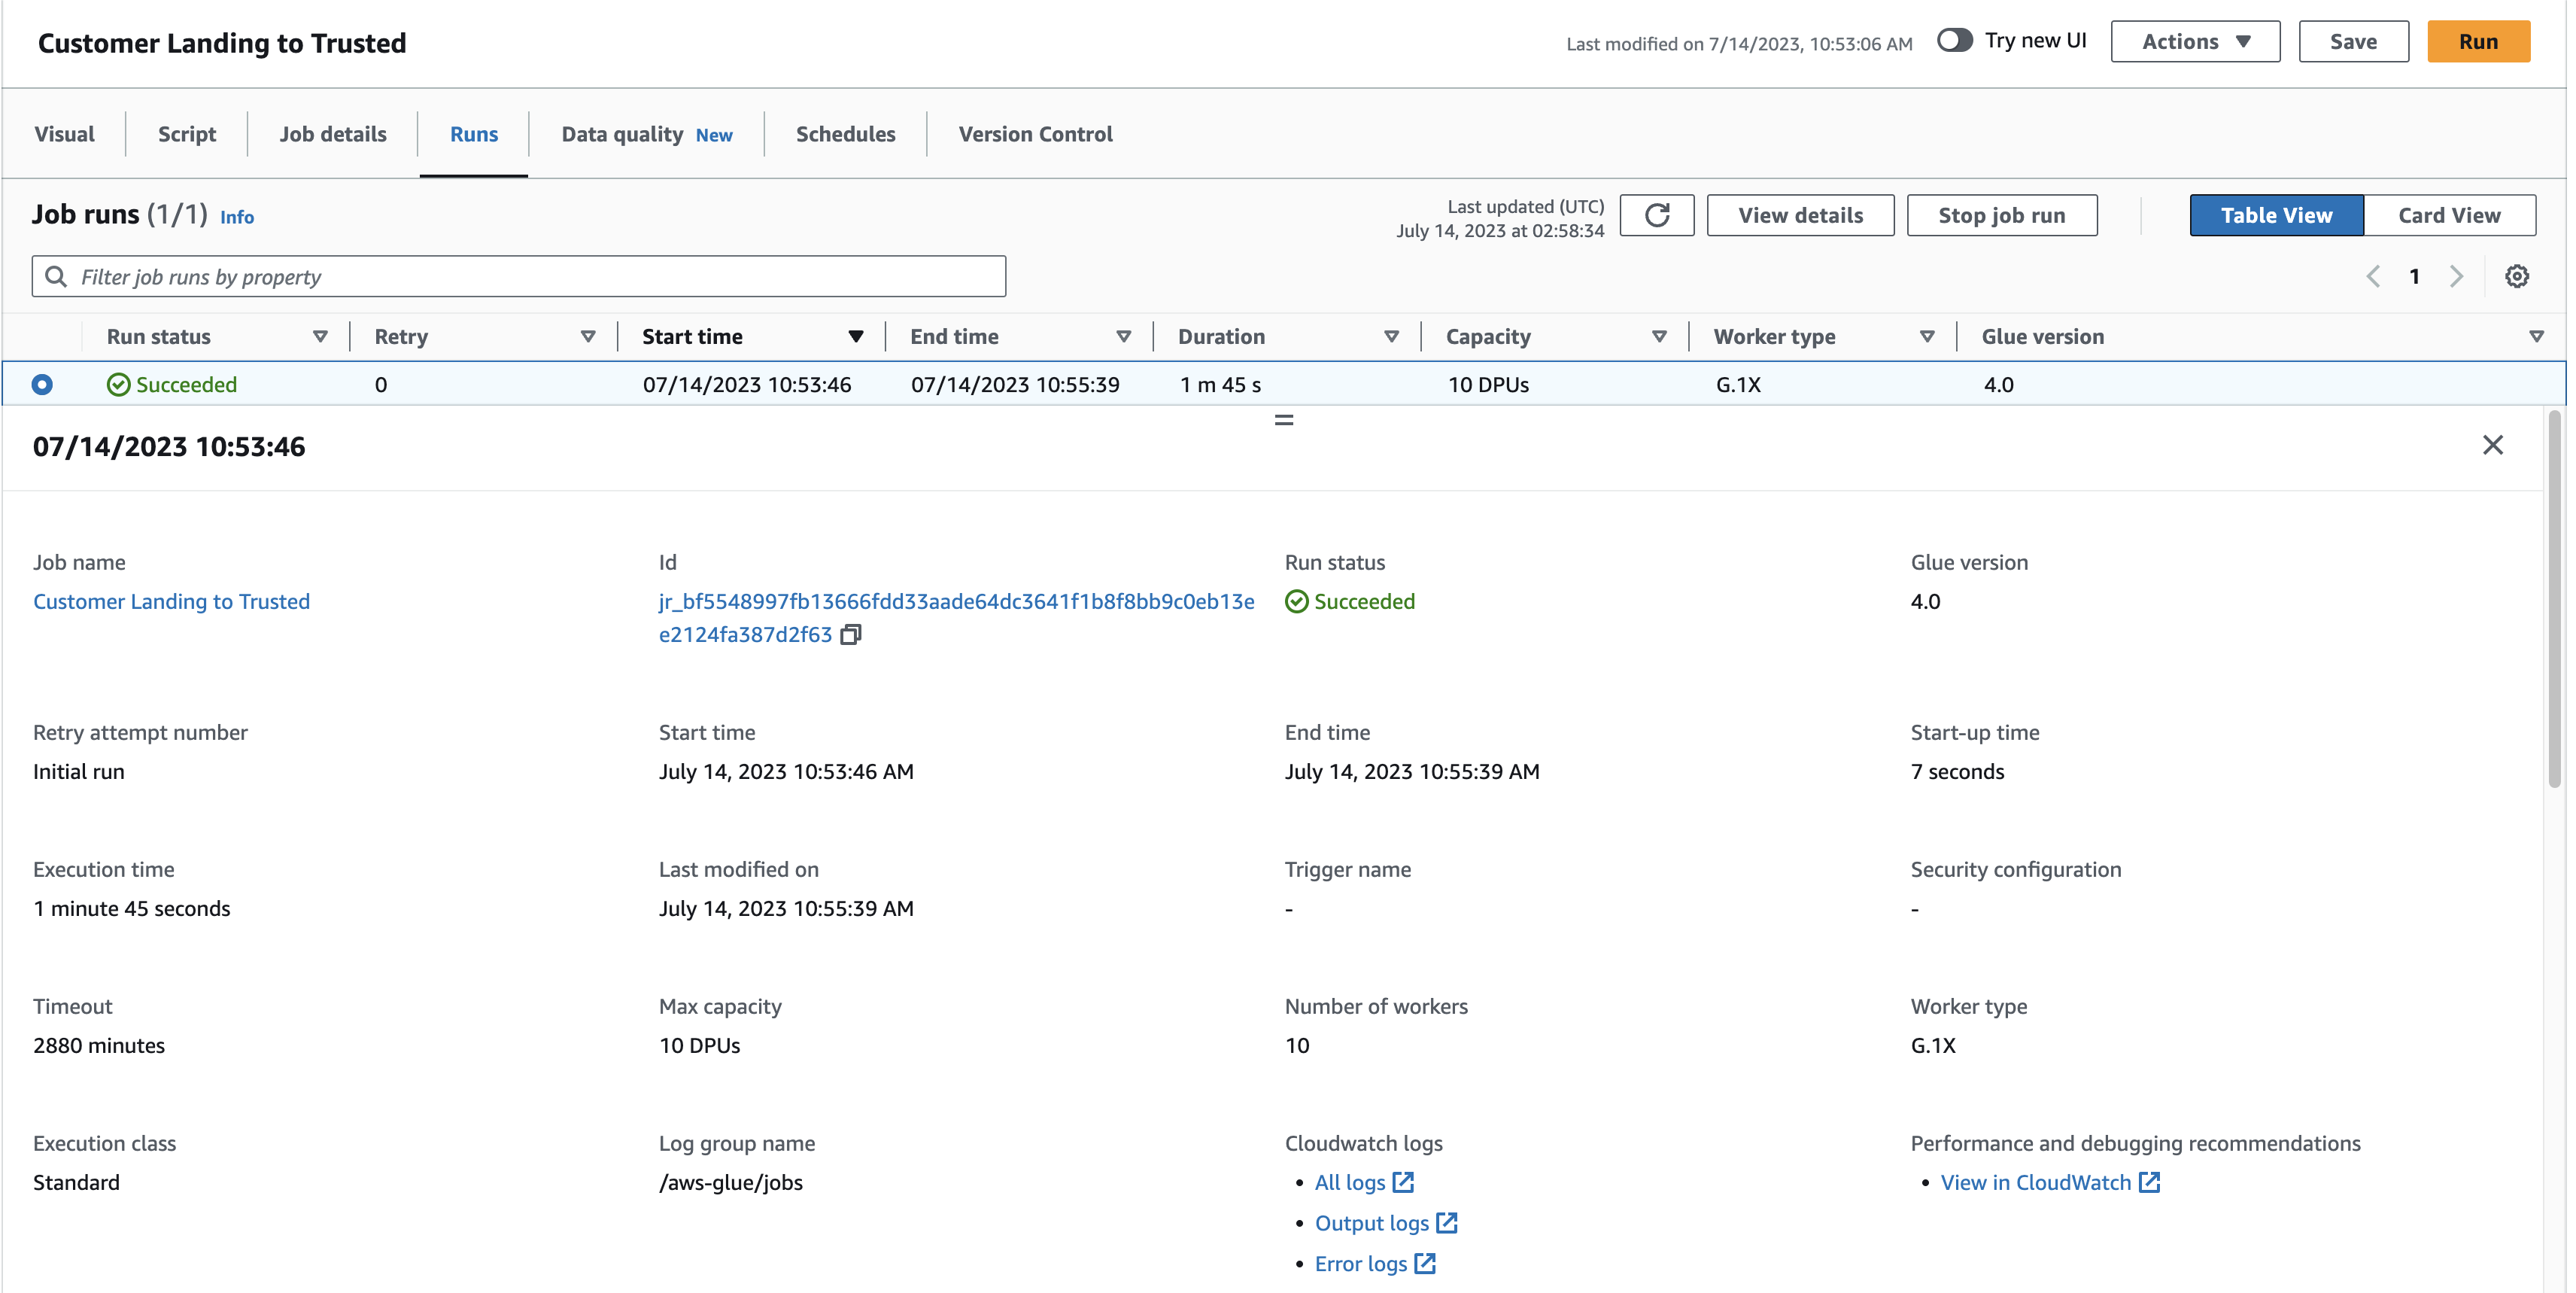 Customer Landing to Trusted
Last modified on 7/14/2023, 10:53:06 AM
Try new UI
Actions
Save
Run
Visual
Script
Job details
Runs
Data quality New
Schedules
Version Control
Job runs (1/1) Info
Last updated (UTC)
July 14, 2023 at 02:58:34
View details
Stop job run
Table View
Card View
Filter job runs by property
1
Run status Retry Start time End time Duration Capacity Worker type Glue version
Succeeded 0 07/14/2023 10:53:46 07/14/2023 10:55:39 1 m 45 s 10 DPUs G.1X 4.0
07/14/2023 10:53:46
Job name
Customer Landing to Trusted
Id
jr_bf5548997fb13666fdd33aade64dc3641f1b8f8bb9c0eb13e
e2124fa387d2f63
Run status
Succeeded
Glue version
4.0
Retry attempt number
Initial run
Start time
July 14, 2023 10:53:46 AM
End time
July 14, 2023 10:55:39 AM
Start-up time
7 seconds
Execution time
1 minute 45 seconds
Last modified on
July 14, 2023 10:55:39 AM
Trigger name
-
Security configuration
-
Timeout
2880 minutes
Max capacity
10 DPUs
Number of workers
10
Worker type
G.1X
Execution class
Standard
Log group name
/aws-glue/jobs
Cloudwatch logs
• All logs
• Output logs
• Error logs
Performance and debugging recommendations
• View in CloudWatch